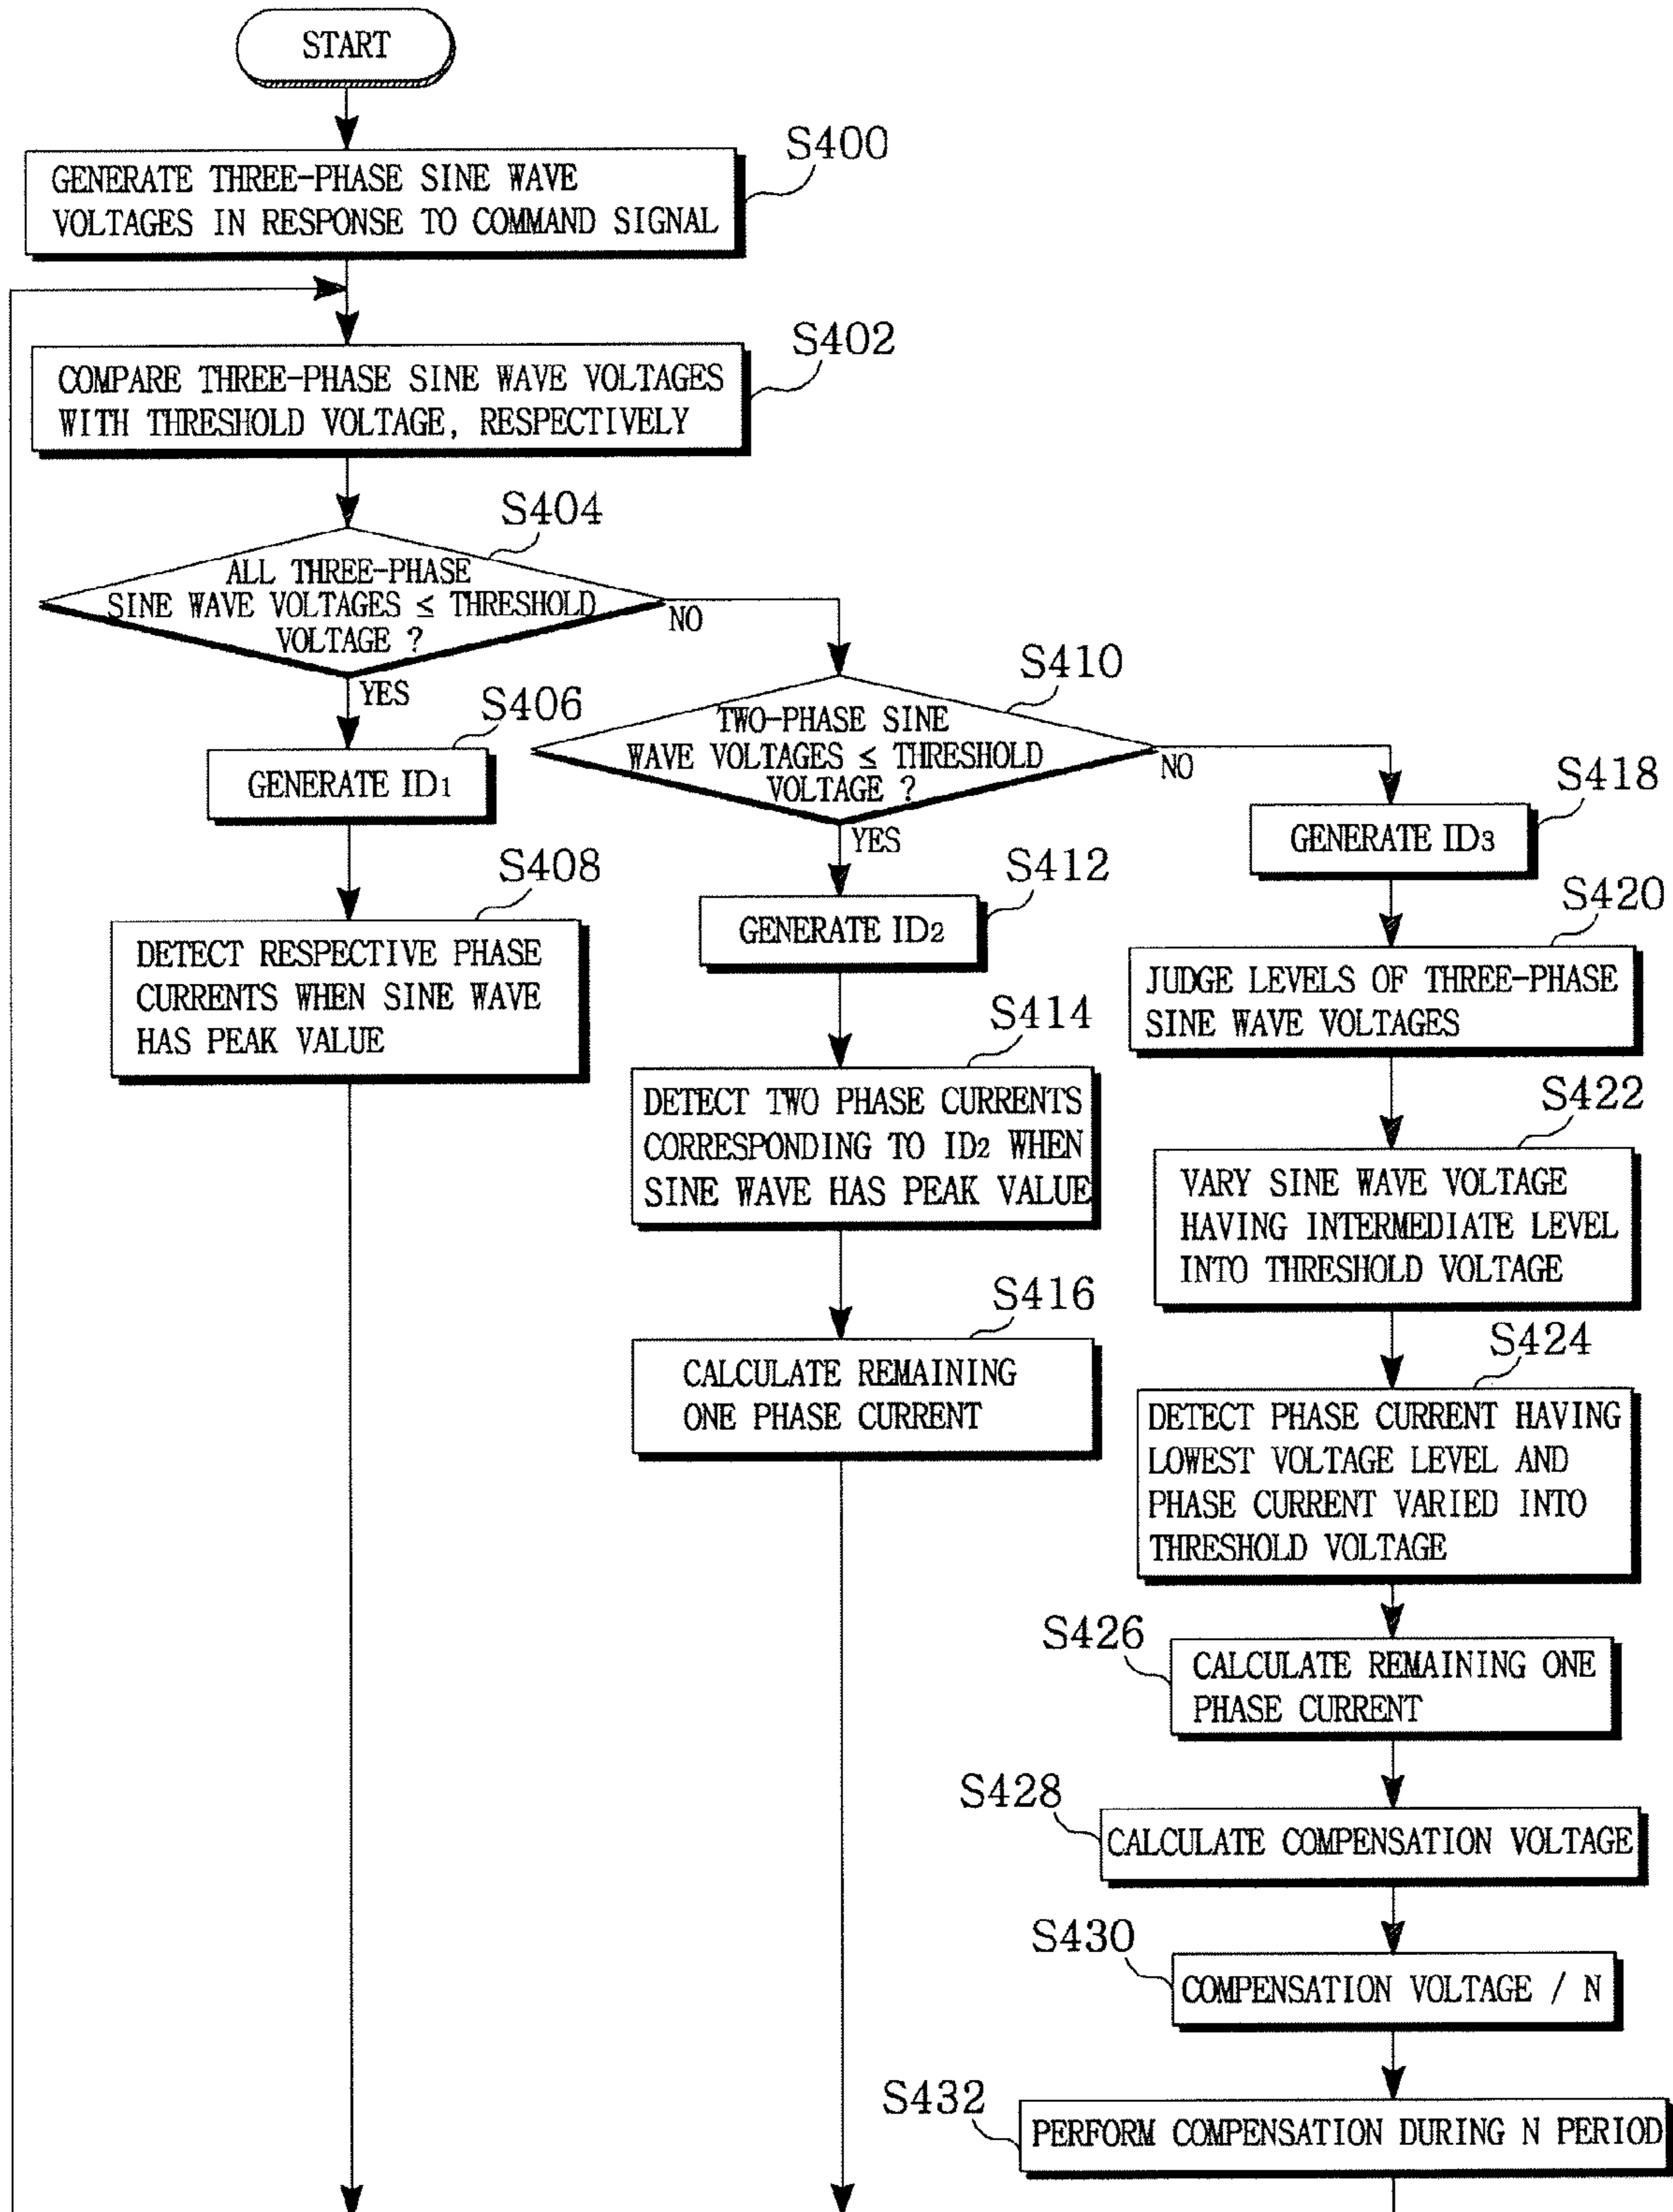 START
S400
GENERATE THREE-PHASE SINE WAVE
VOLTAGES IN RESPONSE TO COMMAND SIGNAL
S402
COMPARE THREE-PHASE SINE WAVE VOLTAGES
WITH THRESHOLD VOLTAGE, RESPECTIVELY
S404
ALL THREE-PHASE
SINE WAVE VOLTAGES ≤ THRESHOLD
VOLTAGE ?
NO
YES
S406
GENERATE ID1
S408
DETECT RESPECTIVE PHASE
CURRENTS WHEN SINE WAVE
HAS PEAK VALUE
S410
TWO-PHASE SINE
WAVE VOLTAGES ≤ THRESHOLD
VOLTAGE ?
NO
YES
S412
GENERATE ID2
S414
DETECT TWO PHASE CURRENTS
CORRESPONDING TO ID2 WHEN
SINE WAVE HAS PEAK VALUE
S416
CALCULATE REMAINING
ONE PHASE CURRENT
S418
GENERATE ID3
S420
JUDGE LEVELS OF THREE-PHASE
SINE WAVE VOLTAGES
S422
VARY SINE WAVE VOLTAGE
HAVING INTERMEDIATE LEVEL
INTO THRESHOLD VOLTAGE
S424
DETECT PHASE CURRENT HAVING
LOWEST VOLTAGE LEVEL AND
PHASE CURRENT VARIED INTO
THRESHOLD VOLTAGE
S426
CALCULATE REMAINING ONE
PHASE CURRENT
S428
CALCULATE COMPENSATION VOLTAGE
S430
COMPENSATION VOLTAGE / N
S432
PERFORM COMPENSATION DURING N PERIOD